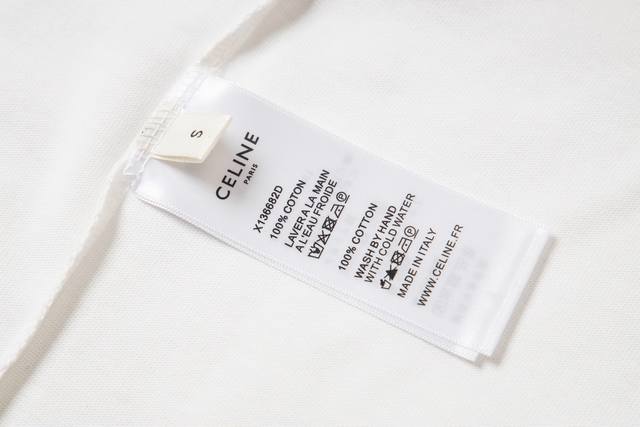 S
CELINE
PARIS
X136682D
100% COTON
LAVER A LA MAIN
A L'EAU FROIDE
100% COTTON
WASH BY HAND
WITH COLD WATER
MADE IN ITALY
WWW.CELINE.FR